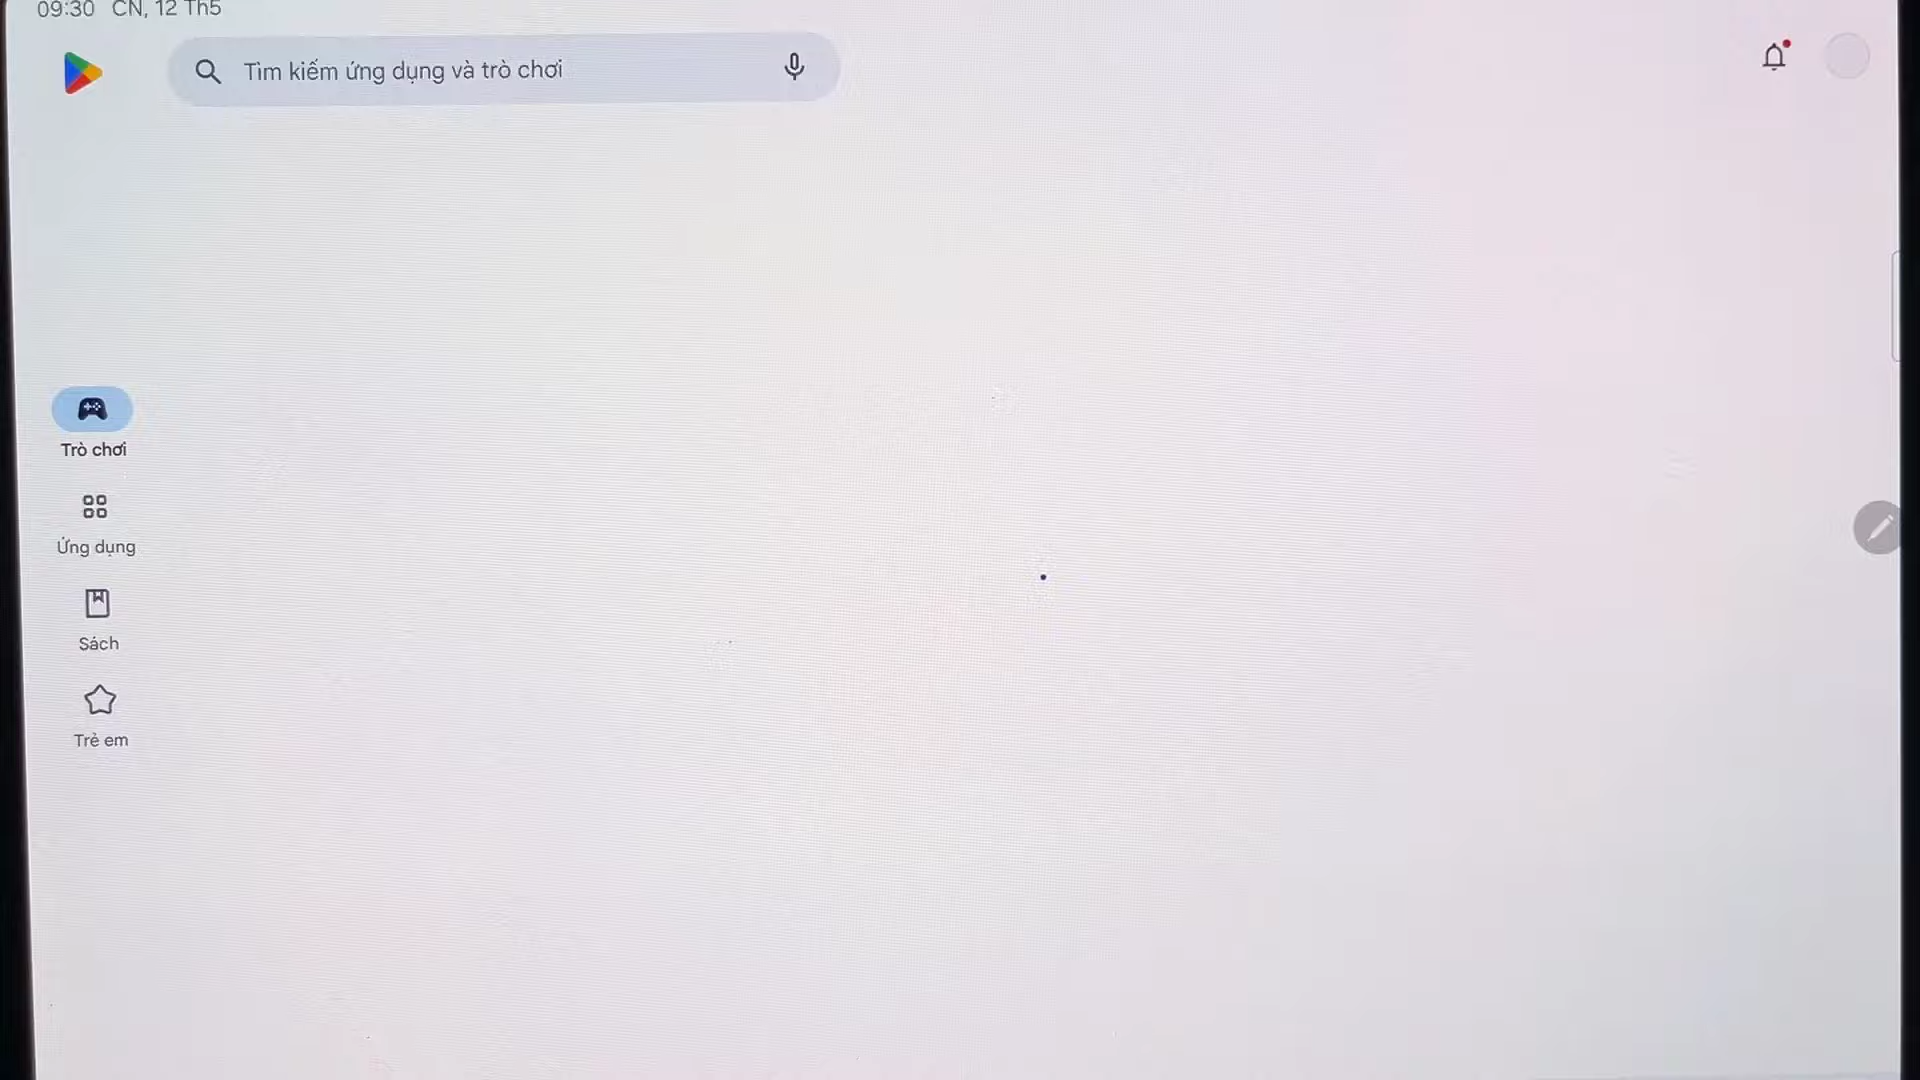 09:30 CN, 12 Th5
Tìm kiếm ứng dụng và trò chơi
Trò chơi
Ứng dụng
Sách
Trẻ em